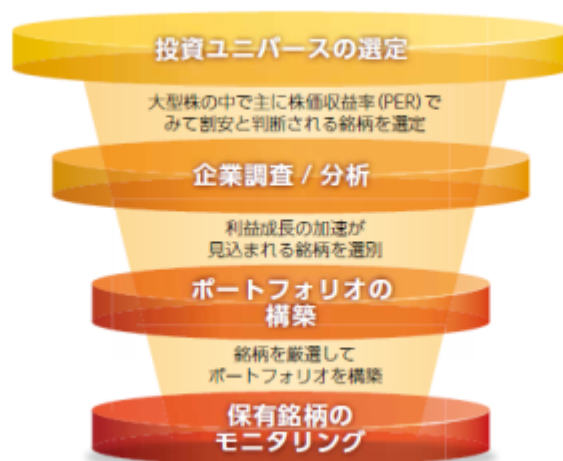 投資ユニバースの選定
大型株の中で主に株価収益率(PER)で
みて割安と判断される銘柄を選定
企業調査 / 分析
利益成長の加速が
見込まれる銘柄を選別
ポートフォリオの
構築
銘柄を厳選して
ポートフォリオを構築
保有銘柄の
モニタリング